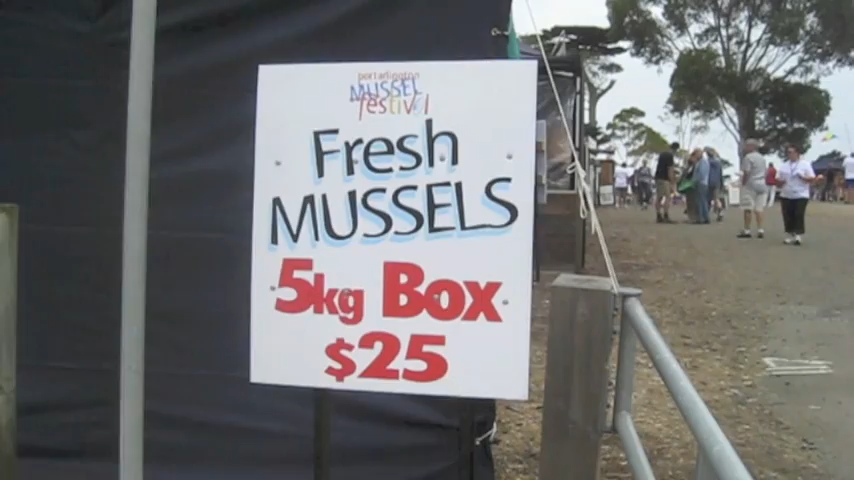 portarlington
MUSSEL
festival
Fresh
MUSSELS
5kg Box
$25